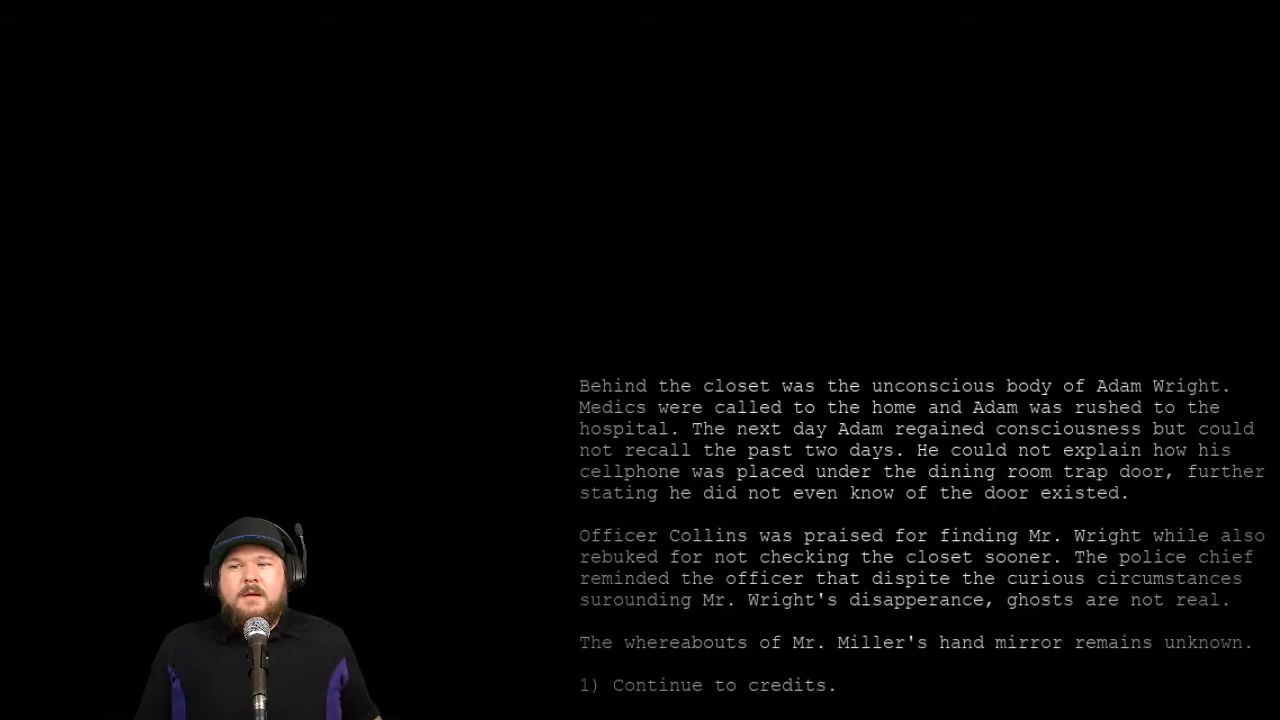 Behind the closet was the unconscious body of Adam Wright.
Medics were called to the home and Adam was rushed to the
hospital. The next day Adam regained consciousness but could
not recall the past two days. He could not explain how his
cellphone was placed under the dining room trap door, further
stating he did not even know of the door existed.
Officer Collins was praised for finding Mr. Wright while also
rebuked for not checking the closet sooner. The police chief
reminded the officer that dispite the curious circumstances
surounding Mr. Wright's disapperance, ghosts are not real.
The whereabouts of Mr. Miller's hand mirror remains unknown.
1) Continue to credits.